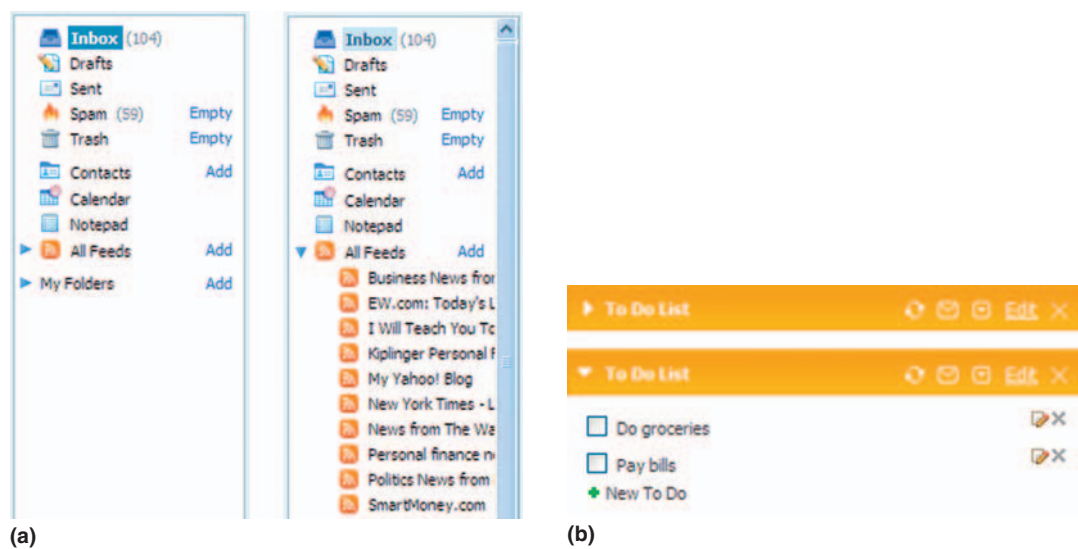 Inbox (104)
Drafts
Sent
Spam (59) Empty
Trash Empty
Contacts Add
Calendar
Notepad
All Feeds Add
My Folders Add
(a)
Inbox (104)
Drafts
Sent
Spam (59) Empty
Trash Empty
Contacts Add
Calendar
Notepad
All Feeds Add
Business News fror
EW.com: Today's L
I Will Teach You To
Kiplinger Personal F
My Yahoo! Blog
New York Times - L
News from The Wa
Personal finance n
Politics News from
SmartMoney.com
To Do List Edit
To Do List Edit
Do groceries
Pay bills
New To Do
(b)